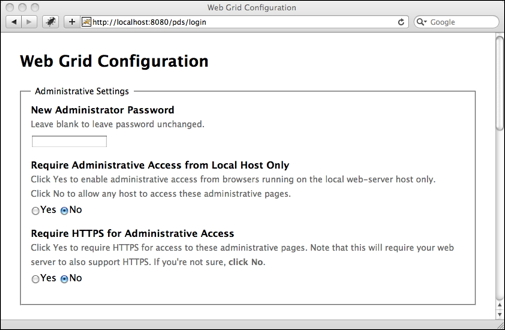 Web Grid Configuration
http://localhost:8080/pds/login
Google
Web Grid Configuration
Administrative Settings
New Administrator Password
Leave blank to leave password unchanged.
Require Administrative Access from Local Host Only
Click Yes to enable administrative access from browsers running on the local web-server host only.
Click No to allow any host to access these administrative pages.
Yes No
Require HTTPS for Administrative Access
Click Yes to require HTTPS for access to these administrative pages. Note that this will require your web
server to also support HTTPS. If you're not sure, click No.
Yes No